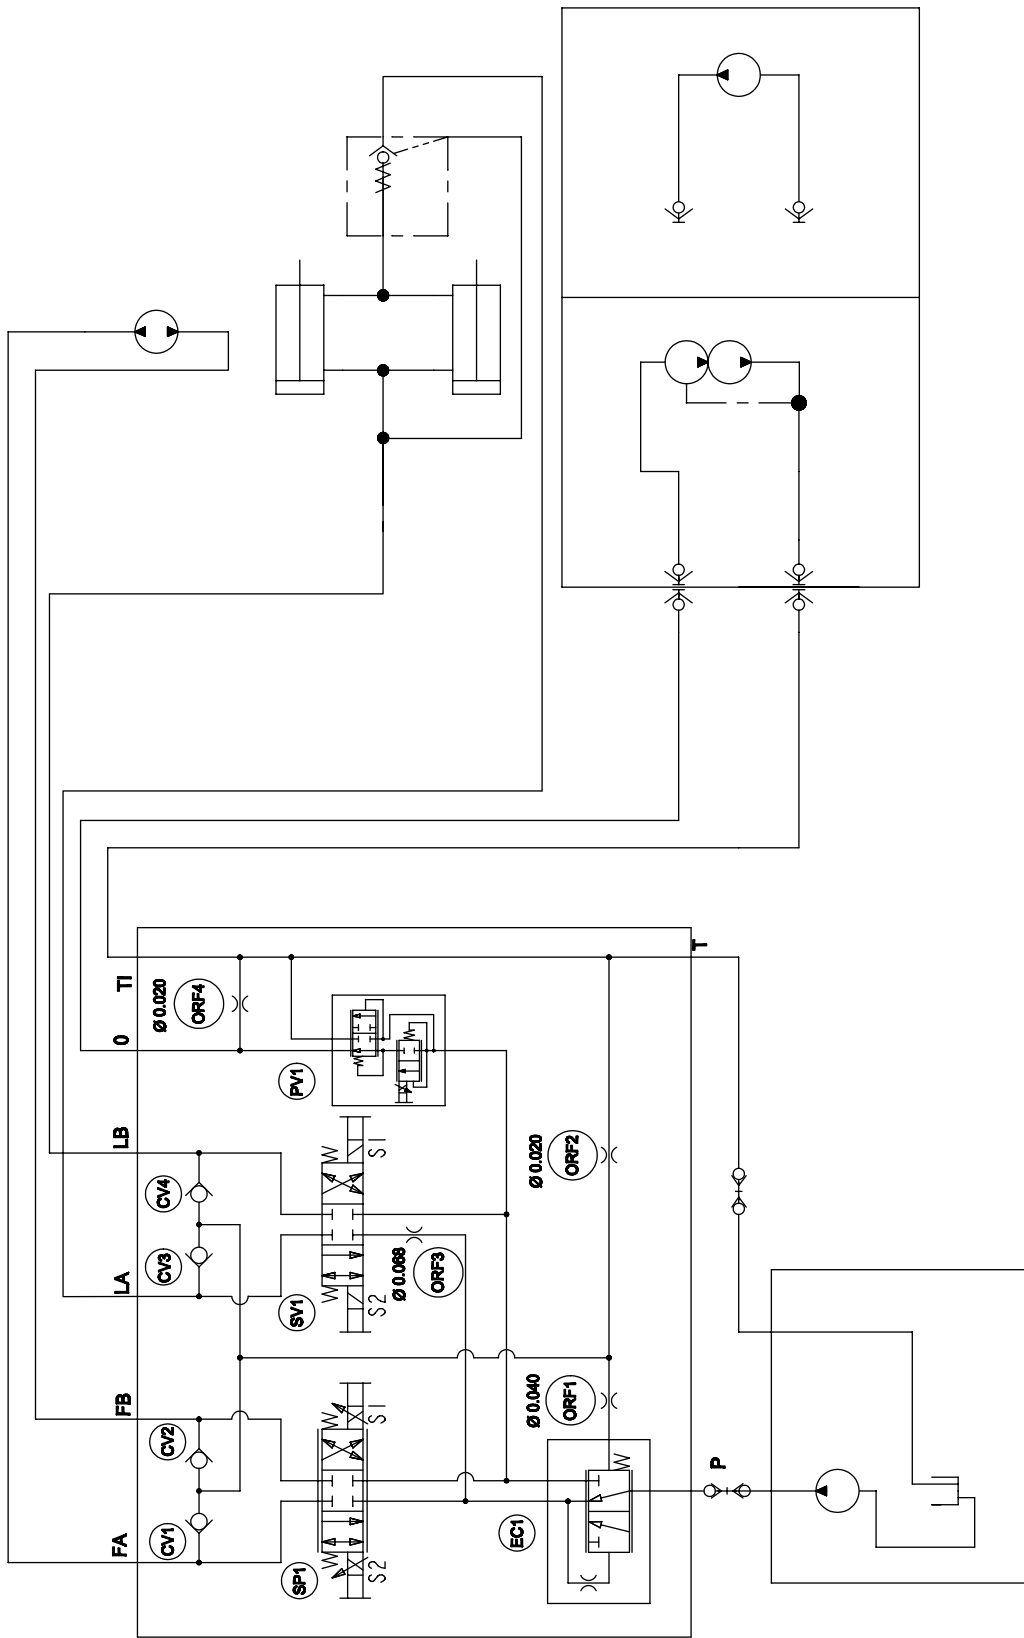 FA
FB
LA
LB
0
TI
CV1
CV2
CV3
CV4
Ø 0.020
ORF4
SP1
SV1
PV1
S2
S1
S2
S1
Ø 0.068
ORF3
EC1
Ø 0.040
ORF1
Ø 0.020
ORF2
P
T